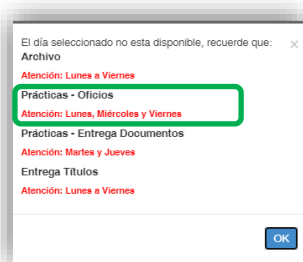 El día seleccionado no esta disponible, recuerde que: ×
Archivo
Atención: Lunes a Viernes
Prácticas - Oficios
Atención: Lunes, Miércoles y Viernes
Prácticas - Entrega Documentos
Atención: Martes y Jueves
Entrega Títulos
Atención: Lunes a Viernes
OK